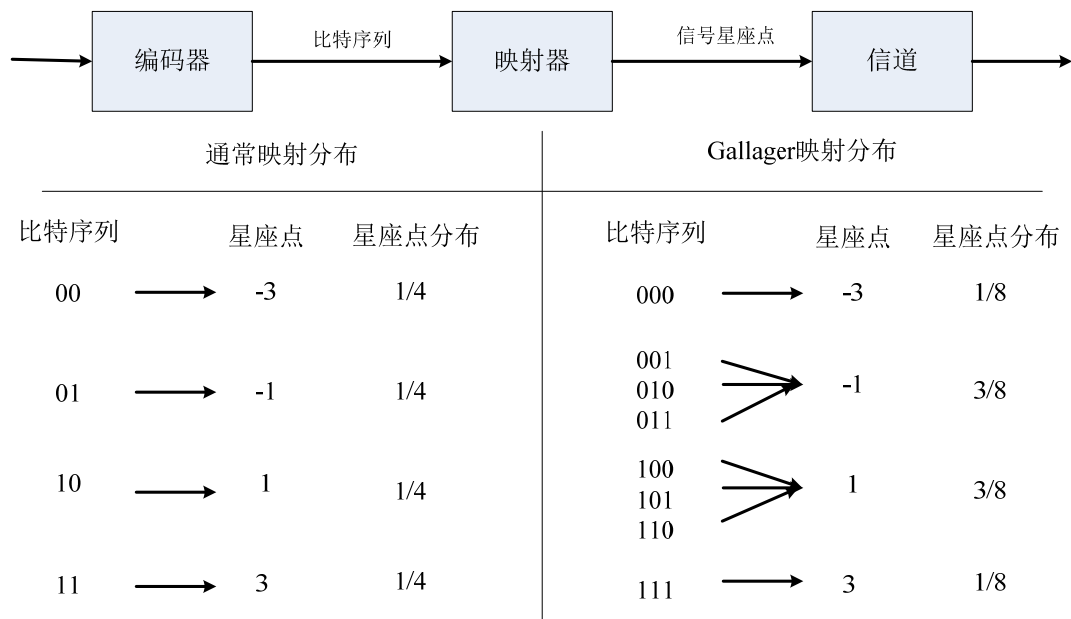 编码器
比特序列
映射器
信号星座点
信道
通常映射分布
Gallager映射分布
比特序列 星座点 星座点分布
00 -3 1/4
01 -1 1/4
10 1 1/4
11 3 1/4
比特序列 星座点 星座点分布
000 -3 1/8
001
010 -1 3/8
011
100
101 1 3/8
110
111 3 1/8